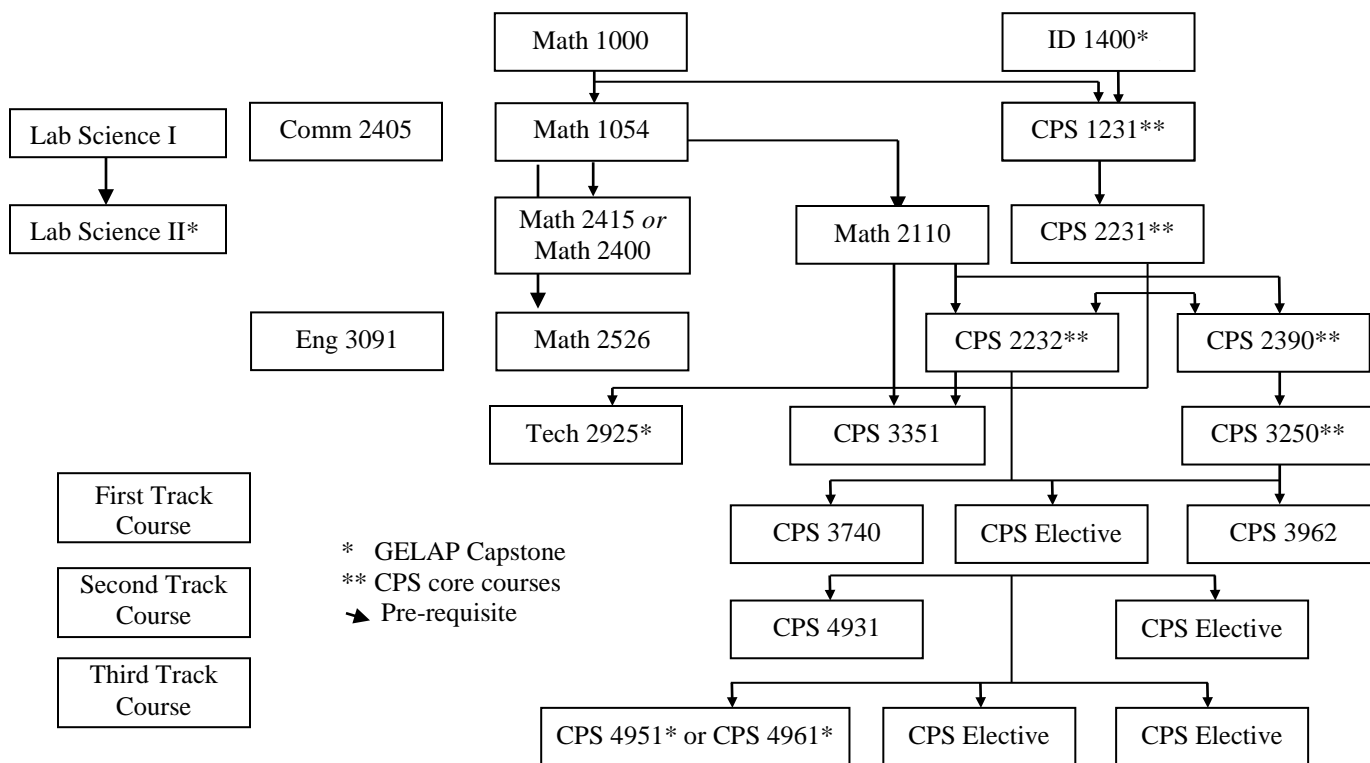 Math 1000
ID 1400*
Lab Science I
Comm 2405
Math 1054
CPS 1231**
Lab Science II*
Math 2415 or
Math 2400
Math 2110
CPS 2231**
Eng 3091
Math 2526
CPS 2232**
CPS 2390**
Tech 2925*
CPS 3351
CPS 3250**
First Track
Course
CPS 3740
CPS Elective
CPS 3962
* GELAP Capstone
** CPS core courses
Pre-requisite
Second Track
Course
CPS 4931
CPS Elective
Third Track
Course
CPS 4951* or CPS 4961*
CPS Elective
CPS Elective